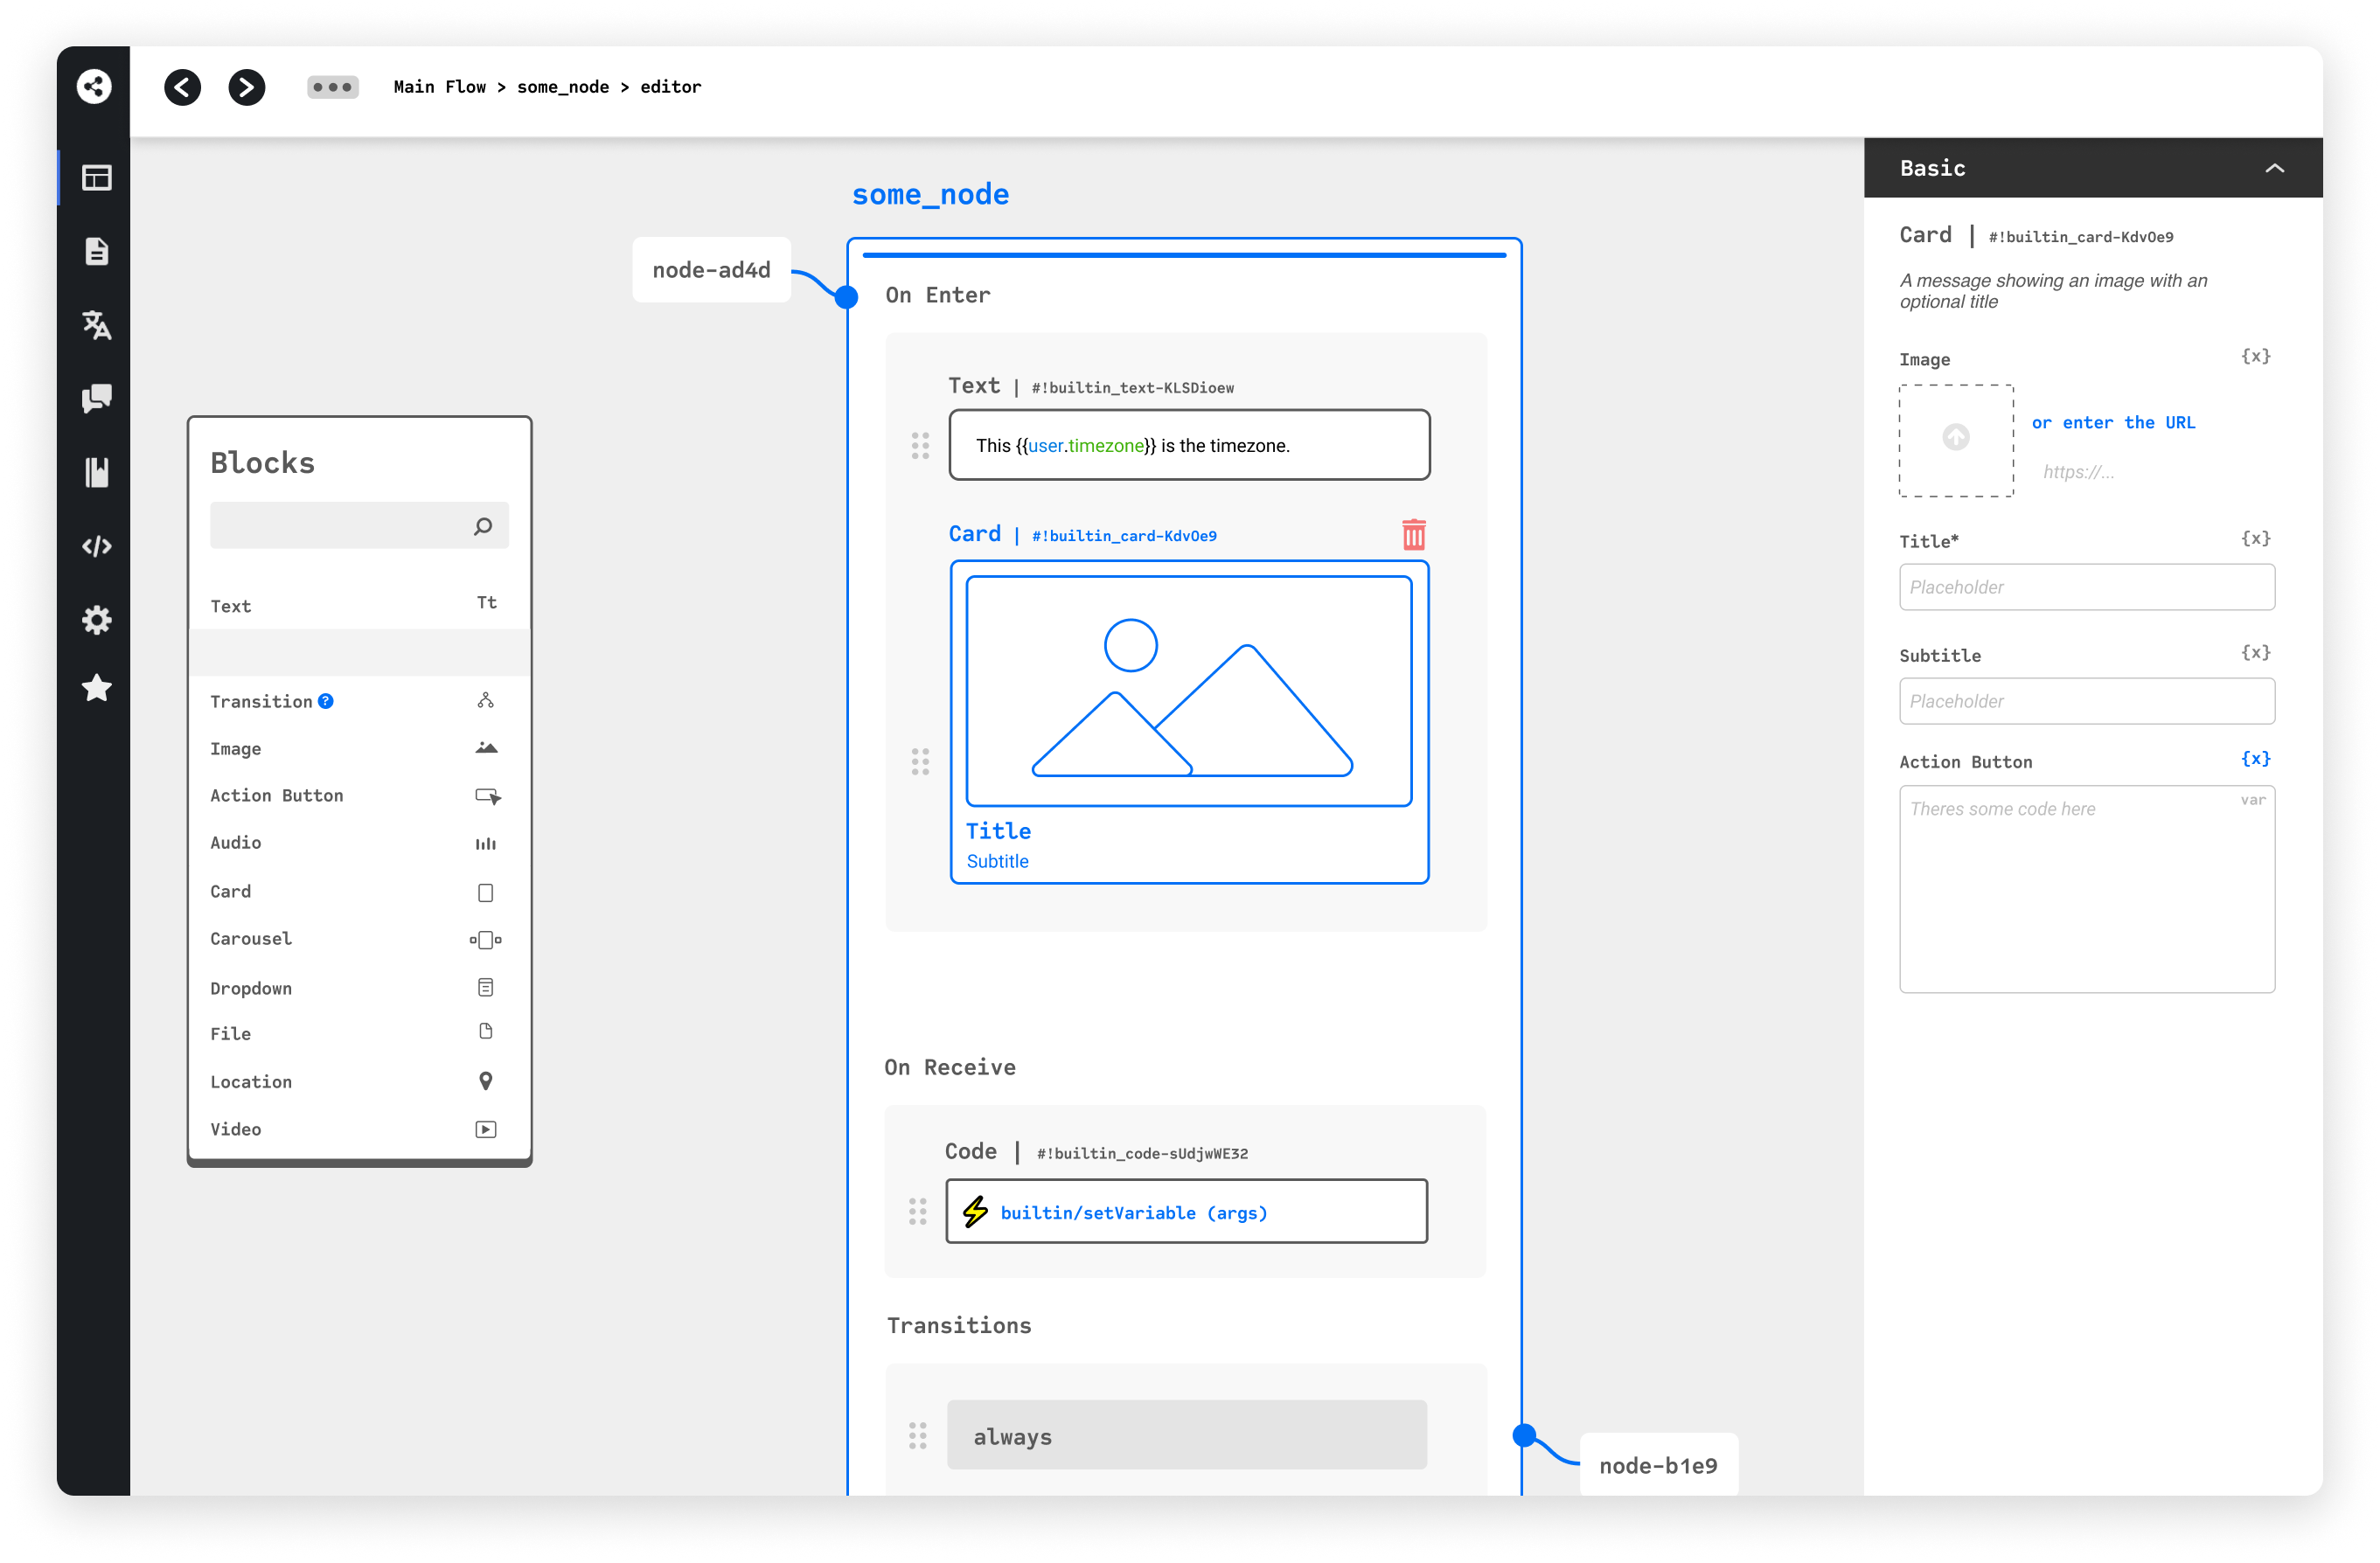 Main Flow > some_node > editor
Blocks
Text Tt
Transition ?
Image
Action Button
Audio
Card
Carousel
Dropdown
File
Location
Video
some_node
node-ad4d
On Enter
Text | #!builtin_text-KLSDioew
This {{user.timezone}} is the timezone.
Card | #!builtin_card-KdvOe9
Title
Subtitle
On Receive
Code | #!builtin_code-sUdjwWE32
builtin/setVariable (args)
Transitions
always
node-b1e9
Basic
Card | #!builtin_card-KdvOe9
A message showing an image with an
optional title
Image {x}
or enter the URL
https://...
Title* {x}
Placeholder
Subtitle {x}
Placeholder
Action Button {x}
Theres some code here var